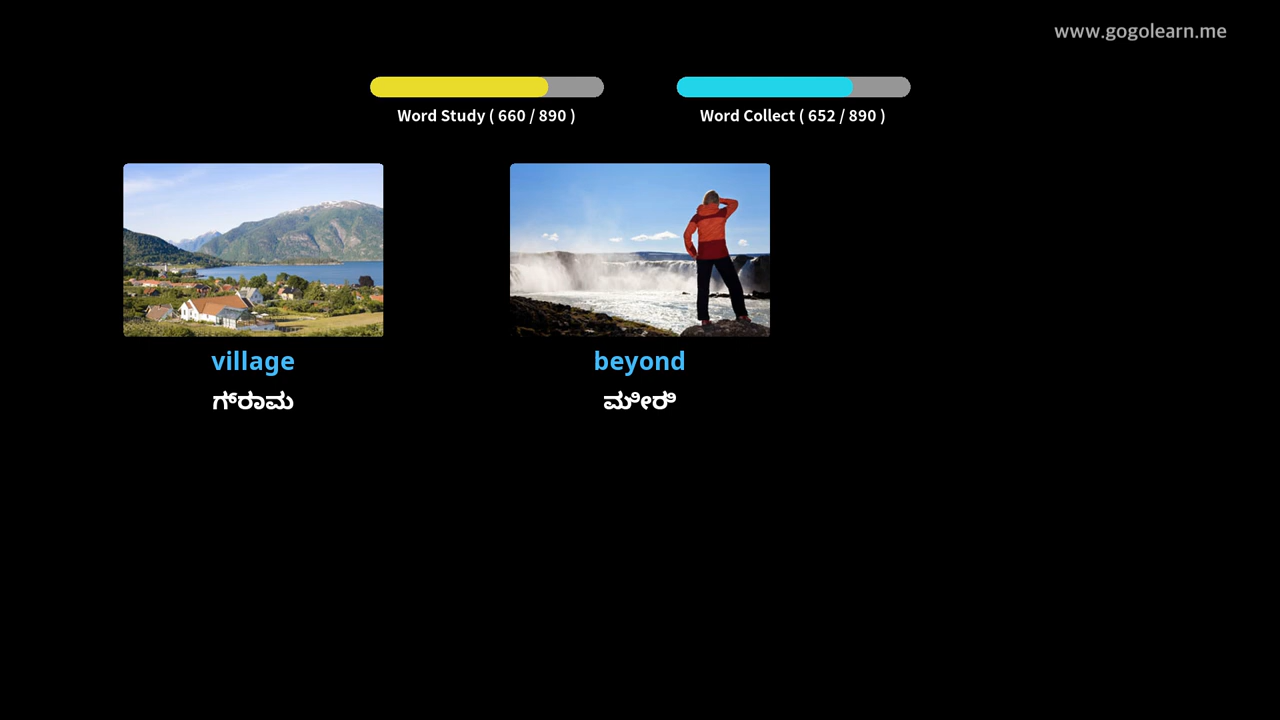 www.gogolearn.me
Word Study ( 660 / 890 )
Word Collect ( 652 / 890 )
village
ಗ್ರಾಮ
beyond
ಮೀರಿ